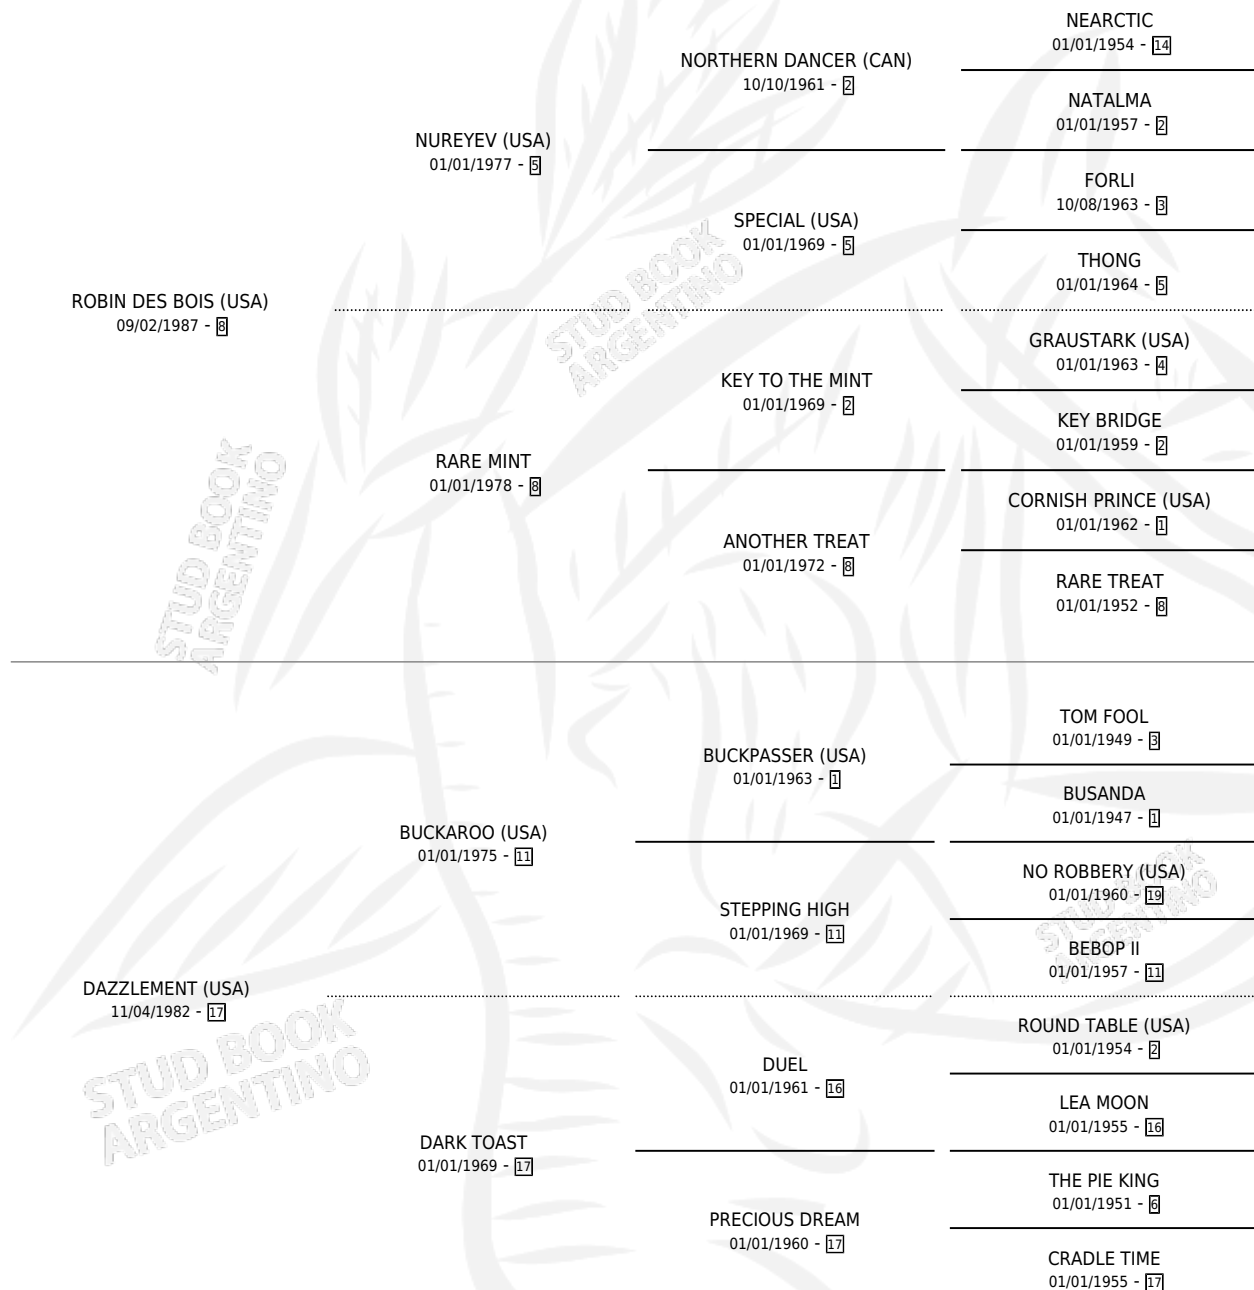 NEARCTIC
01/01/1954 - 14
NORTHERN DANCER (CAN)
10/10/1961 - 2
NATALMA
01/01/1957 - 2
NUREYEV (USA)
01/01/1977 - 5
FORLI
10/08/1963 - 3
SPECIAL (USA)
01/01/1969 - 5
THONG
01/01/1964 - 5
ROBIN DES BOIS (USA)
09/02/1987 - 8
GRAUSTARK (USA)
01/01/1963 - 4
KEY TO THE MINT
01/01/1969 - 2
KEY BRIDGE
01/01/1959 - 2
RARE MINT
01/01/1978 - 8
CORNISH PRINCE (USA)
01/01/1962 - 1
ANOTHER TREAT
01/01/1972 - 8
RARE TREAT
01/01/1952 - 8
TOM FOOL
01/01/1949 - 3
BUCKPASSER (USA)
01/01/1963 - 1
BUSANDA
01/01/1947 - 1
BUCKAROO (USA)
01/01/1975 - 11
NO ROBBERY (USA)
01/01/1960 - 19
STEPPING HIGH
01/01/1969 - 11
BEBOP II
01/01/1957 - 11
DAZZLEMENT (USA)
11/04/1982 - 17
ROUND TABLE (USA)
01/01/1954 - 2
DUEL
01/01/1961 - 16
LEA MOON
01/01/1955 - 16
DARK TOAST
01/01/1969 - 17
THE PIE KING
01/01/1951 - 6
PRECIOUS DREAM
01/01/1960 - 17
CRADLE TIME
01/01/1955 - 17
STUD BOOK
ARGENTINO
STUD BOOK
ARGENTINO
STUD BOOK
ARGENTINO
STUD BOOK
ARGENTINO